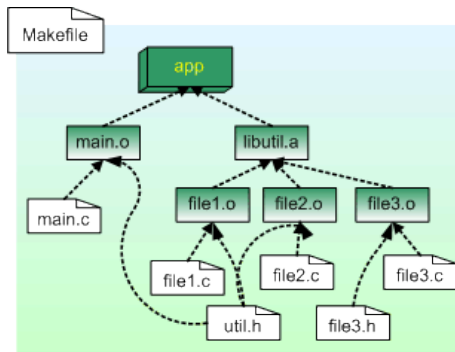 Makefile
app
main.o
libutil.a
main.c
file1.o
file2.o
file3.o
file1.c
file2.c
file3.c
util.h
file3.h